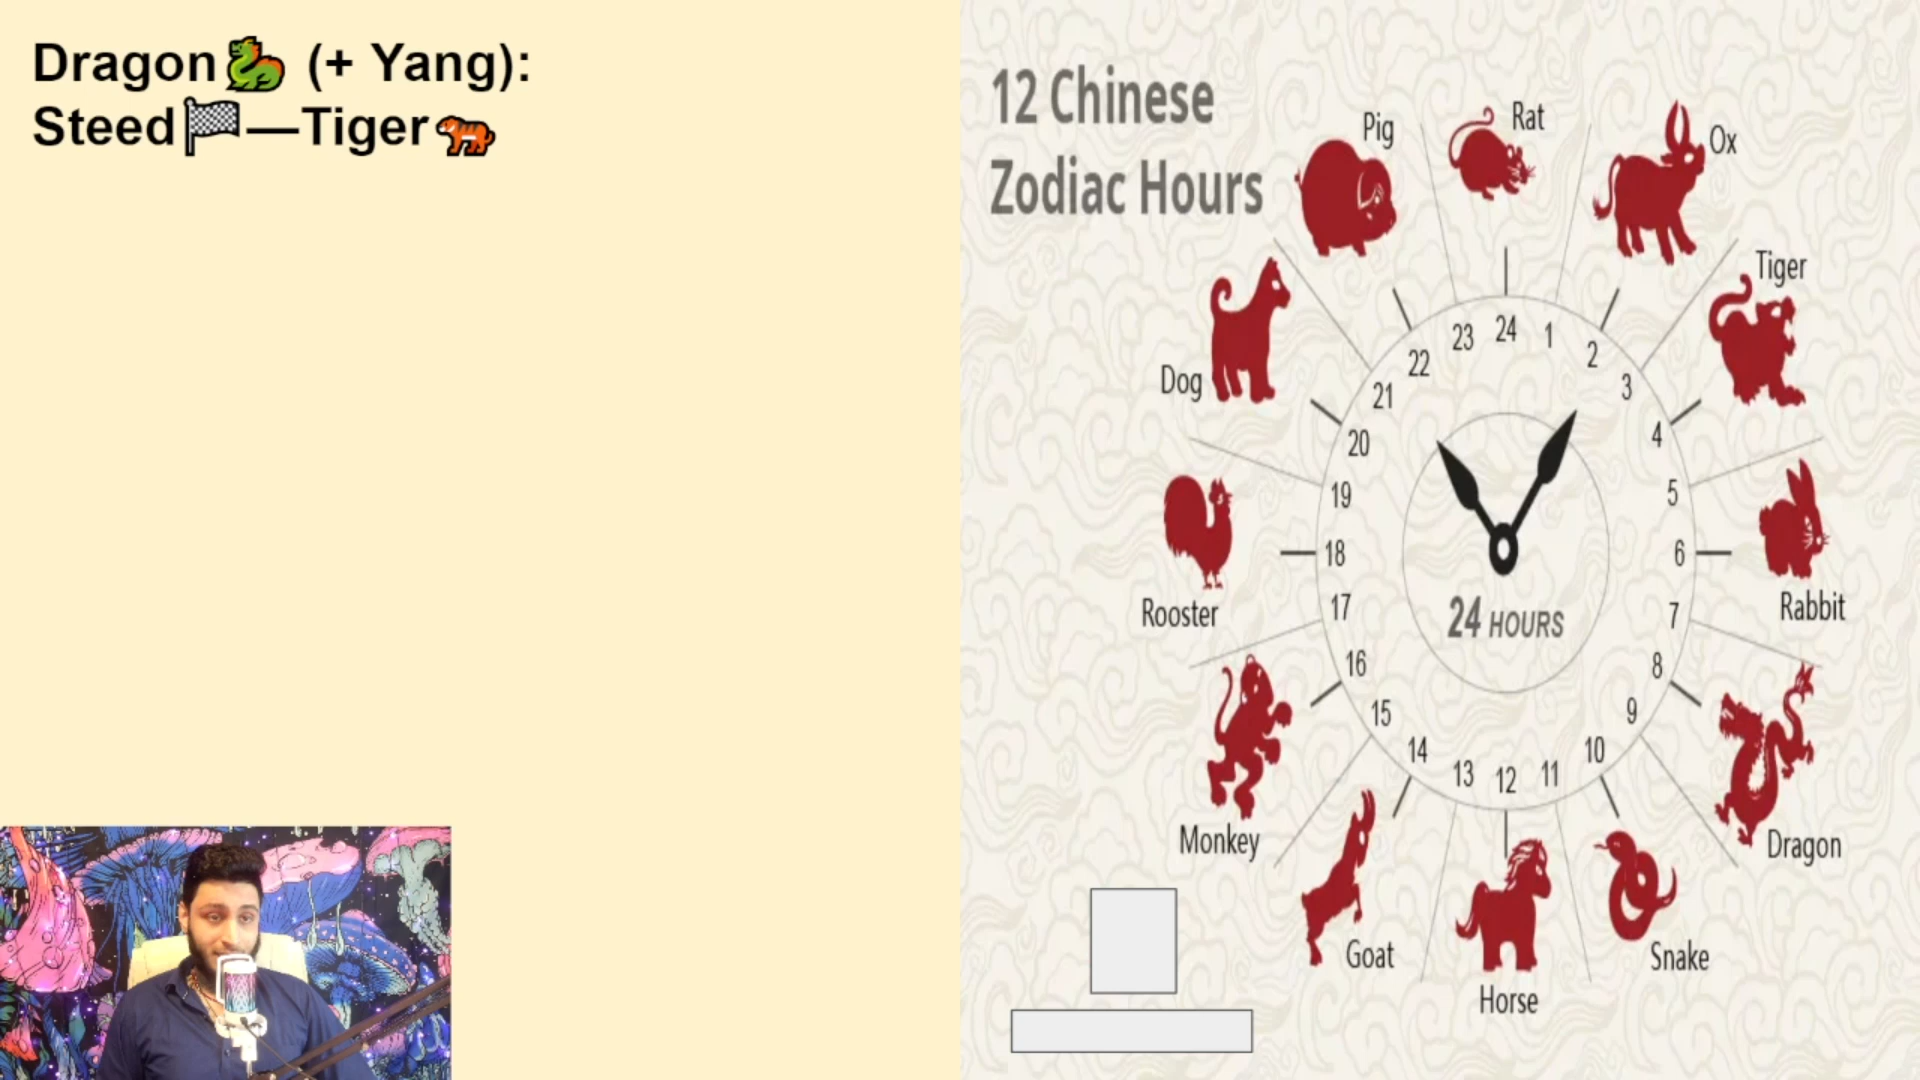 Dragon🐉 (+ Yang):
Steed🏁—Tiger🐅
12 Chinese
Zodiac Hours
Pig
Rat
Ox
Tiger
Dog
Rooster
Rabbit
Monkey
Dragon
Goat
Snake
Horse
24
1
2
3
4
5
6
7
8
9
10
11
12
13
14
15
16
17
18
19
20
21
22
23
24 HOURS